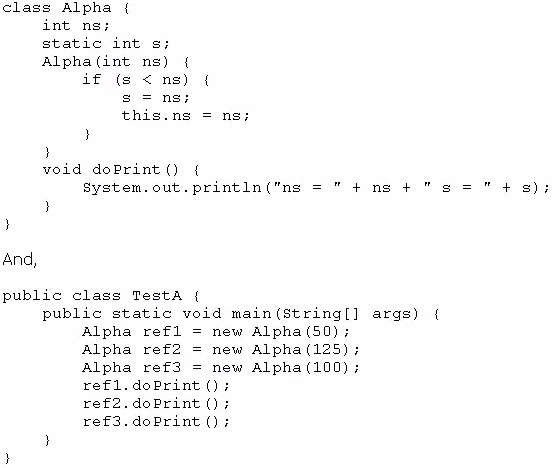 class Alpha {
    int ns;
    static int s;
    Alpha(int ns) {
        if (s < ns) {
            s = ns;
            this.ns = ns;
        }
    }
    void doPrint() {
        System.out.println("ns = " + ns + " s = " + s);
    }
}
And,
public class TestA {
    public static void main(String[] args) {
        Alpha ref1 = new Alpha(50);
        Alpha ref2 = new Alpha(125);
        Alpha ref3 = new Alpha(100);
        ref1.doPrint();
        ref2.doPrint();
        ref3.doPrint();
    }
}